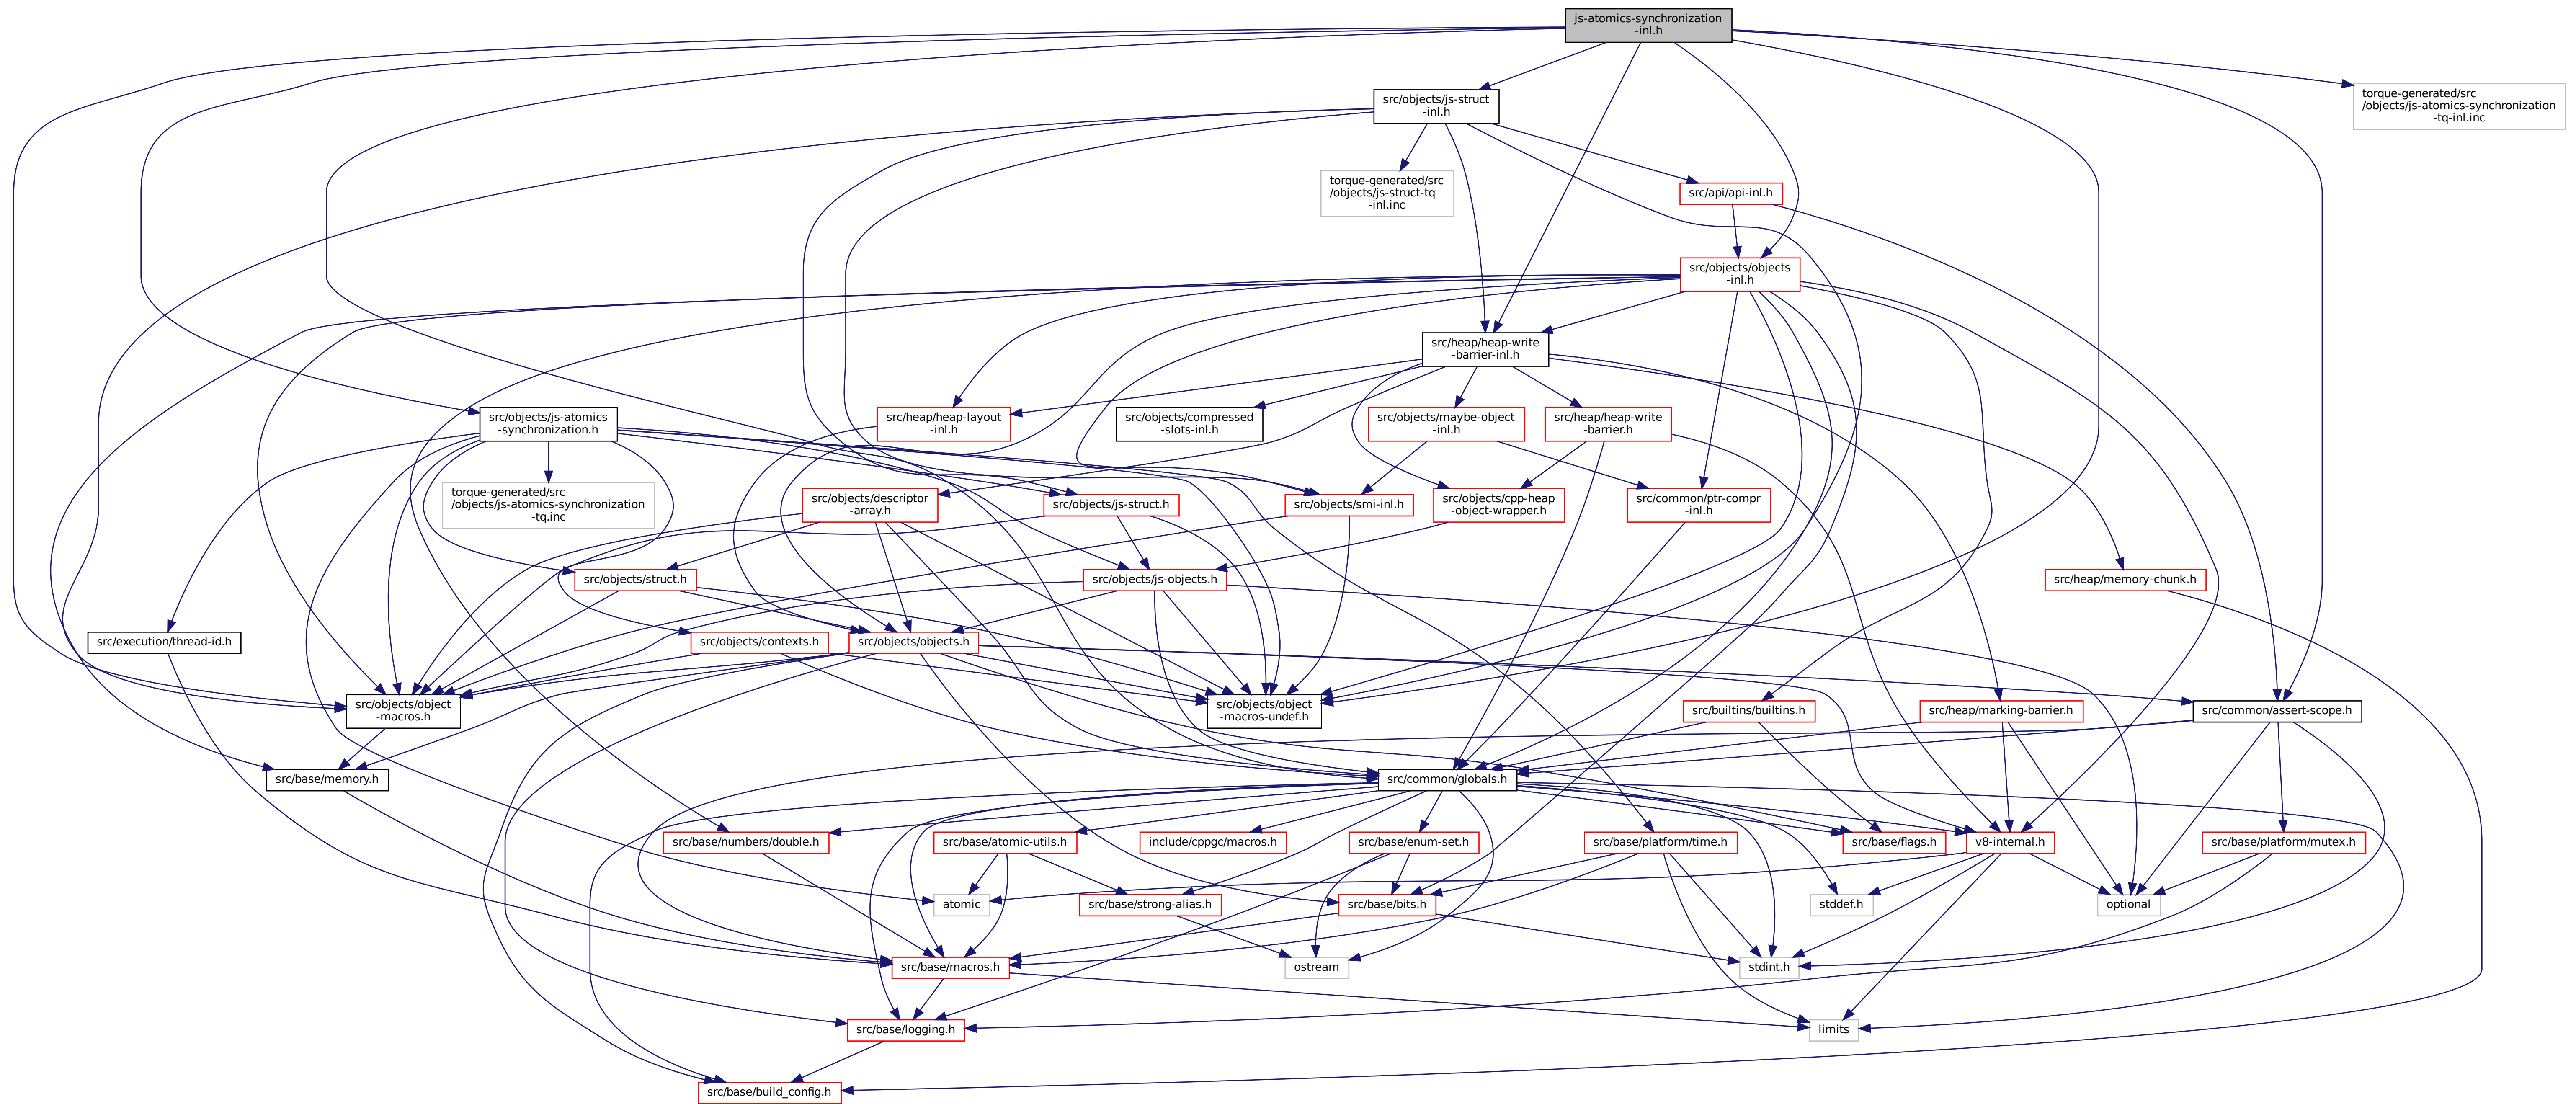 js-atomics-synchronization
-inl.h
src/objects/js-struct
-inl.h
torque-generated/src
/objects/js-atomics-synchronization
-tq-inl.inc
torque-generated/src
/objects/js-struct-tq
-inl.inc
src/api/api-inl.h
src/objects/objects
-inl.h
src/heap/heap-write
-barrier-inl.h
src/objects/js-atomics
-synchronization.h
src/heap/heap-layout
-inl.h
src/objects/compressed
-slots-inl.h
src/objects/maybe-object
-inl.h
src/heap/heap-write
-barrier.h
torque-generated/src
/objects/js-atomics-synchronization
-tq.inc
src/objects/descriptor
-array.h
src/objects/js-struct.h
src/objects/smi-inl.h
src/objects/cpp-heap
-object-wrapper.h
src/common/ptr-compr
-inl.h
src/objects/struct.h
src/objects/js-objects.h
src/heap/memory-chunk.h
src/execution/thread-id.h
src/objects/contexts.h
src/objects/objects.h
src/objects/object
-macros.h
src/objects/object
-macros-undef.h
src/builtins/builtins.h
src/heap/marking-barrier.h
src/common/assert-scope.h
src/base/memory.h
src/common/globals.h
src/base/numbers/double.h
src/base/atomic-utils.h
include/cppgc/macros.h
src/base/enum-set.h
src/base/platform/time.h
src/base/flags.h
v8-internal.h
src/base/platform/mutex.h
atomic
src/base/strong-alias.h
src/base/bits.h
stddef.h
optional
src/base/macros.h
ostream
stdint.h
src/base/logging.h
limits
src/base/build_config.h